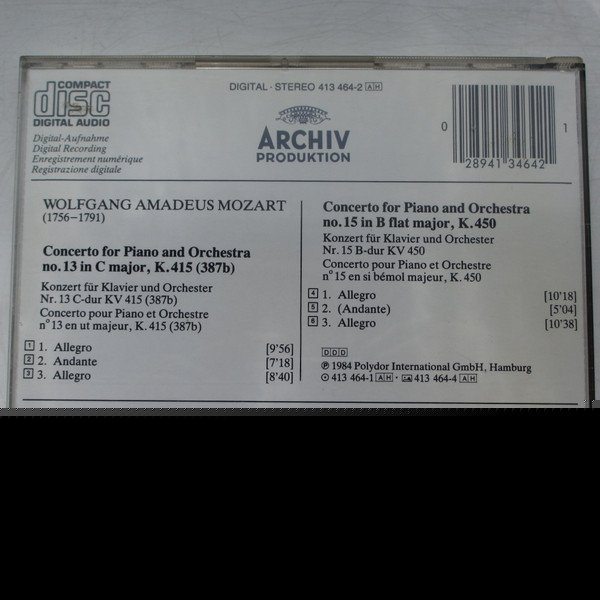 COMPACT
disc
DIGITAL AUDIO
DIGITAL · STEREO 413 464-2 AH
ARCHIV
PRODUKTION
0 28941 34642 1
Digital-Aufnahme
Digital Recording
Enregistrement numérique
Registrazione digitale
WOLFGANG AMADEUS MOZART
(1756–1791)
Concerto for Piano and Orchestra
no. 13 in C major, K. 415 (387b)
Konzert für Klavier und Orchester
Nr. 13 C-dur KV 415 (387b)
Concerto pour Piano et Orchestre
n° 13 en ut majeur, K. 415 (387b)
1 1. Allegro [9'56]
2 2. Andante [7'18]
3 3. Allegro [8'40]
Concerto for Piano and Orchestra
no. 15 in B flat major, K. 450
Konzert für Klavier und Orchester
Nr. 15 B-dur KV 450
Concerto pour Piano et Orchestre
n° 15 en si bémol majeur, K. 450
4 1. Allegro [10'18]
5 2. (Andante) [5'04]
6 3. Allegro [10'38]
DDD
℗ 1984 Polydor International GmbH, Hamburg
413 464-1 AH · 413 464-4 AH